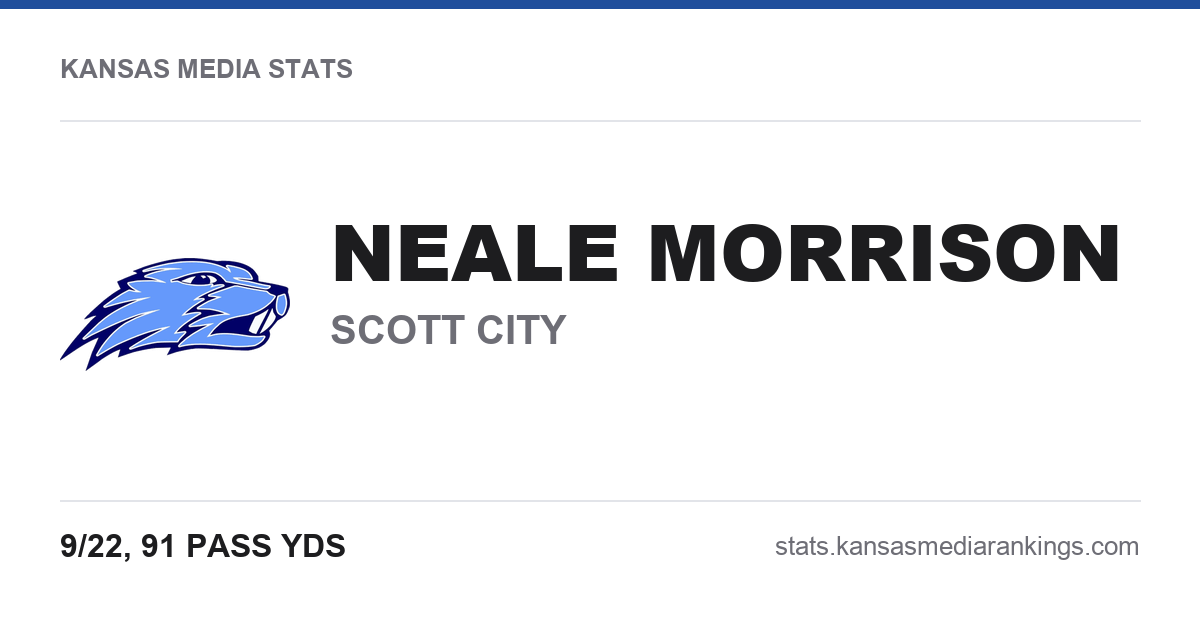 KANSAS MEDIA STATS
NEALE MORRISON
SCOTT CITY
9/22, 91 PASS YDS
stats.kansasmediarankings.com